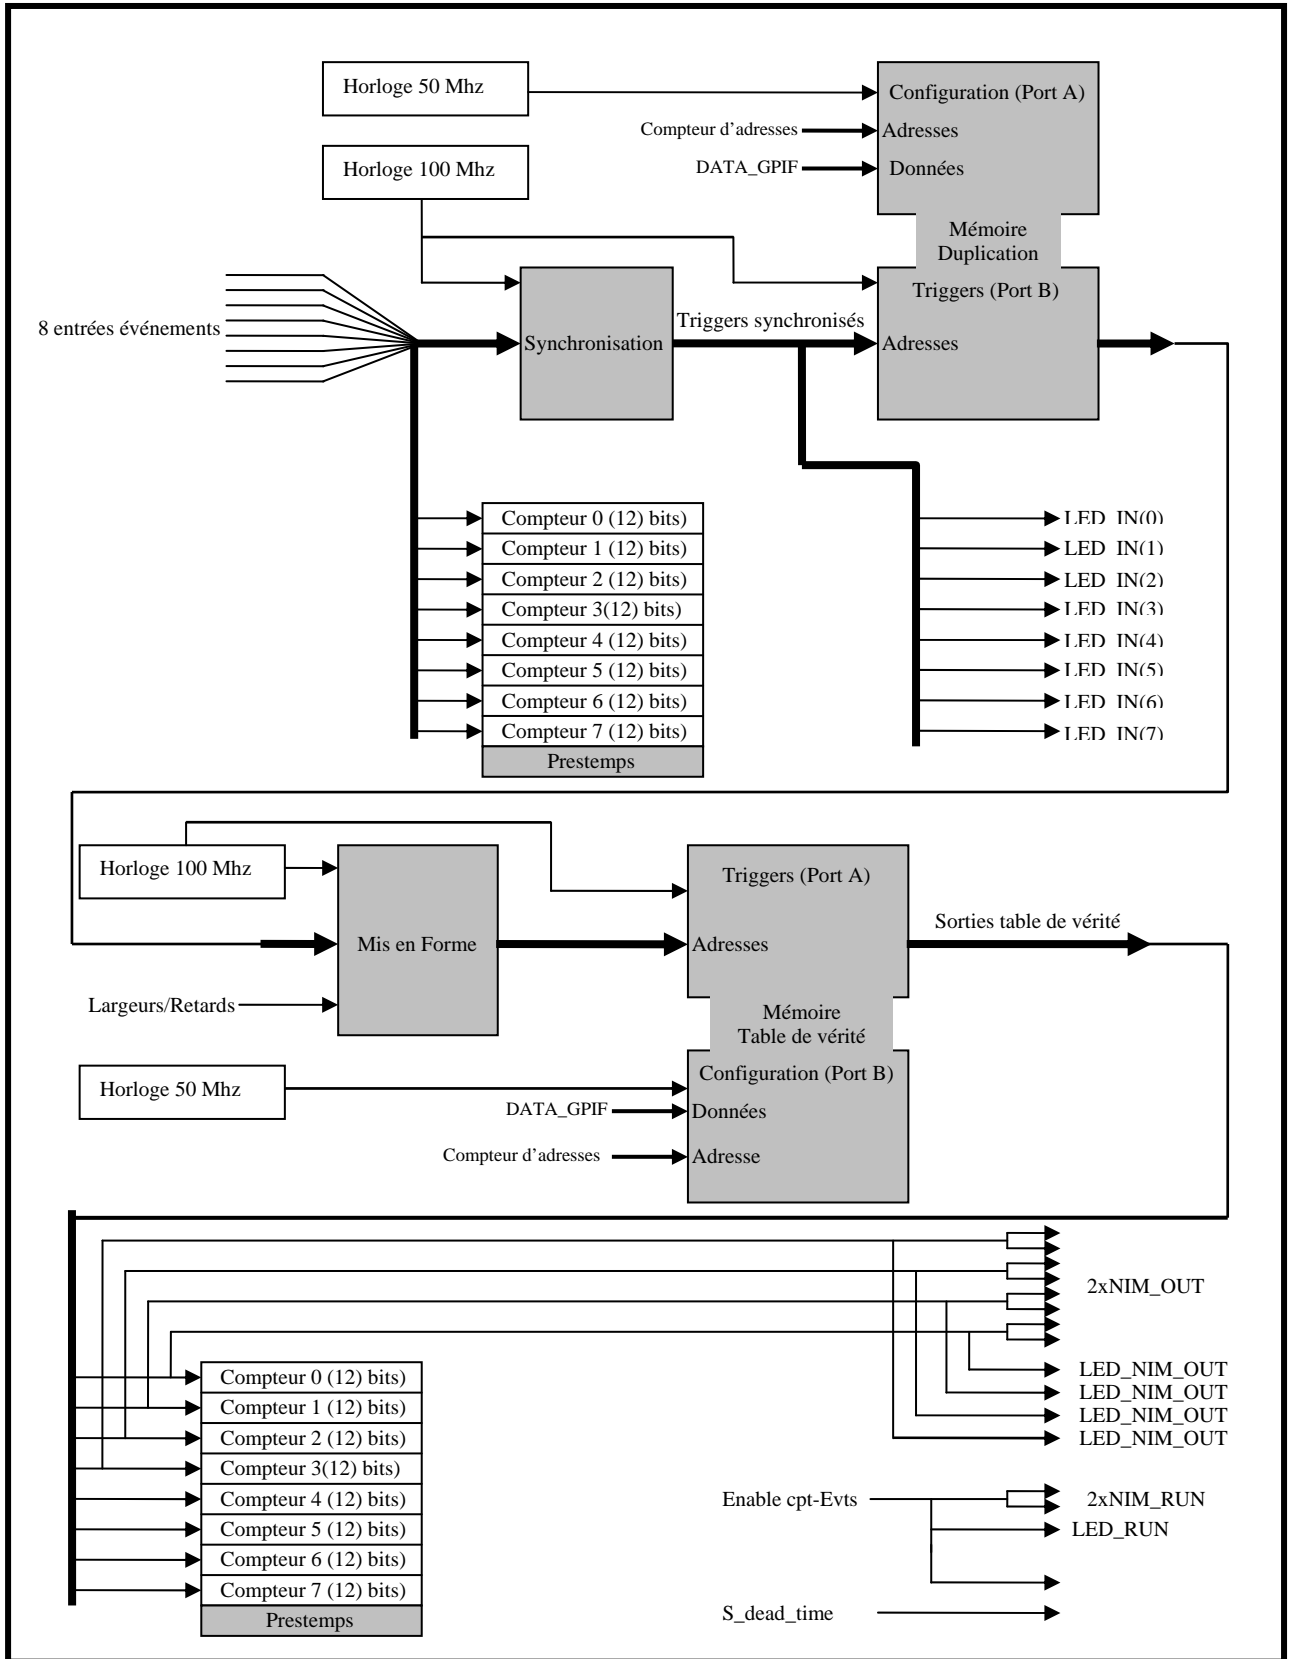 Horloge 50 Mhz
Configuration (Port A)
Compteur d'adresses
Adresses
DATA_GPIF
Données
Horloge 100 Mhz
Mémoire
Duplication
Triggers (Port B)
8 entrées événements
Synchronisation
Triggers synchronisés
Adresses
Compteur 0 (12) bits)
Compteur 1 (12) bits)
Compteur 2 (12) bits)
Compteur 3(12) bits)
Compteur 4 (12) bits)
Compteur 5 (12) bits)
Compteur 6 (12) bits)
Compteur 7 (12) bits)
Prestemps
LED_IN(0)
LED_IN(1)
LED_IN(2)
LED_IN(3)
LED_IN(4)
LED_IN(5)
LED_IN(6)
LED_IN(7)
Horloge 100 Mhz
Triggers (Port A)
Mis en Forme
Adresses
Sorties table de vérité
Largeurs/Retards
Mémoire
Table de vérité
Horloge 50 Mhz
Configuration (Port B)
DATA_GPIF
Données
Compteur d'adresses
Adresse
2xNIM_OUT
LED_NIM_OUT
LED_NIM_OUT
LED_NIM_OUT
LED_NIM_OUT
Compteur 0 (12) bits)
Compteur 1 (12) bits)
Compteur 2 (12) bits)
Compteur 3(12) bits)
Compteur 4 (12) bits)
Compteur 5 (12) bits)
Compteur 6 (12) bits)
Compteur 7 (12) bits)
Prestemps
Enable cpt-Evts
2xNIM_RUN
LED_RUN
S_dead_time